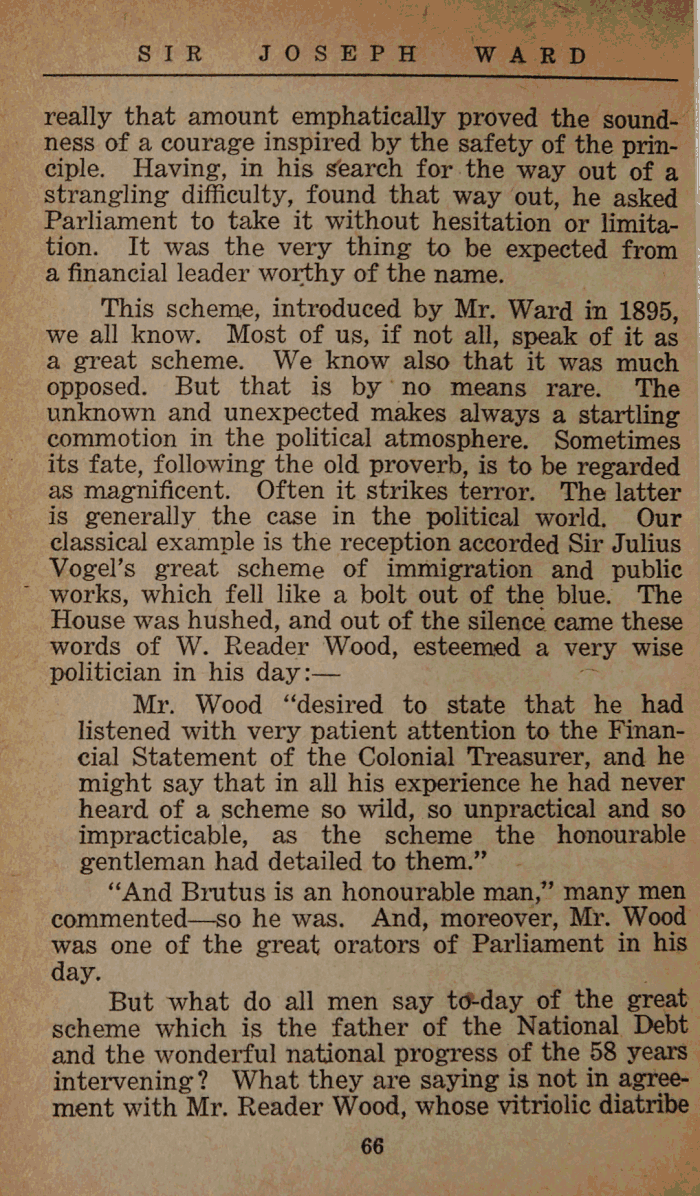 SIR JOSEPH WARD
really that amount emphatically proved the sound-
ness of a courage inspired by the safety of the prin-
ciple. Having, in his search for the way out of a
strangling difficulty, found that way out, he asked
Parliament to take it without hesitation or limita-
tion. It was the very thing to be expected from
a financial leader worthy of the name.
This scheme, introduced by Mr. Ward in 1895,
we all know. Most of us, if not all, speak of it as
a great scheme. We know also that it was much
opposed. But that is by no means rare. The
unknown and unexpected makes always a startling
commotion in the political atmosphere. Sometimes
its fate, following the old proverb, is to be regarded
as magnificent. Often it strikes terror. The latter
is generally the case in the political world. Our
classical example is the reception accorded Sir Julius
Vogel's great scheme of immigration and public
works, which fell like a bolt out of the blue. The
House was hushed, and out of the silence came these
words of W. Reader Wood, esteemed a very wise
politician in his day:—
Mr. Wood “desired to state that he had
listened with very patient attention to the Finan-
cial Statement of the Colonial Treasurer, and he
might say that in all his experience he had never
heard of a scheme so wild, so unpractical and so
impracticable, as the scheme the honourable
gentleman had detailed to them.”
“And Brutus is an honourable man,” many men
commented—so he was. And, moreover, Mr. Wood
was one of the great orators of Parliament in his
day.
But what do all men say to-day of the great
scheme which is the father of the National Debt
and the wonderful national progress of the 58 years
intervening? What they are saying is not in agree-
ment with Mr. Reader Wood, whose vitriolic diatribe
66